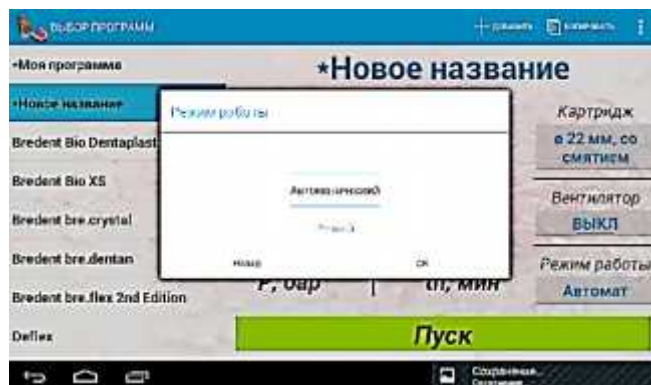 ВЫБОР ПРОГРАММЫ
ДОБАВИТЬ
КОПИРОВАТЬ
*Моя программа
*Новое название
*Новое название
Режим работы
Картридж
ø 22 мм, со
смятием
Bredent Bio Dentaplast
Bredent Bio XS
Автоматический
Вентилятор
ВЫКЛ
Bredent bre.crystal
Ручной
Bredent bre.dentan
Назад
ОК
Режим работы
Автомат
Bredent bre.flex 2nd Edition
Р, бар
tп, мин
Deflex
Пуск
Сохранение...